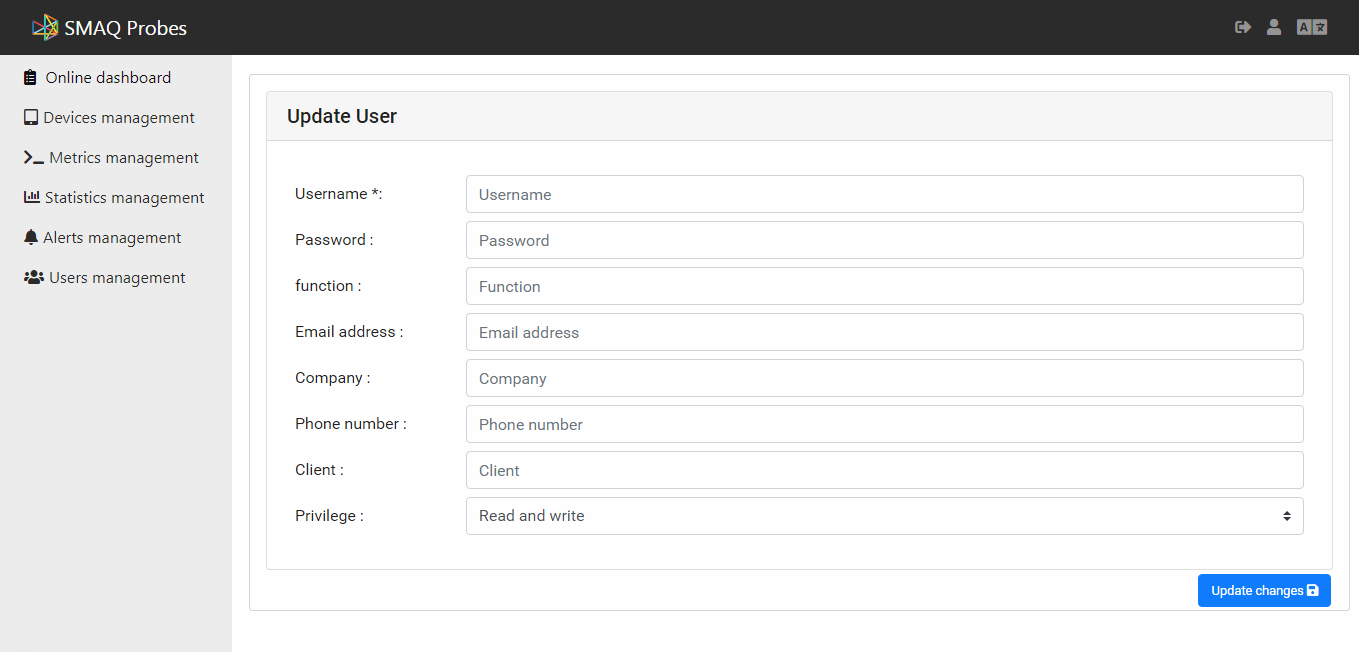 SMAQ Probes
A 文
Online dashboard
Devices management
Metrics management
Statistics management
Alerts management
Users management
Update User
Username *: Username
Password : Password
function : Function
Email address : Email address
Company : Company
Phone number : Phone number
Client : Client
Privilege : Read and write
Update changes